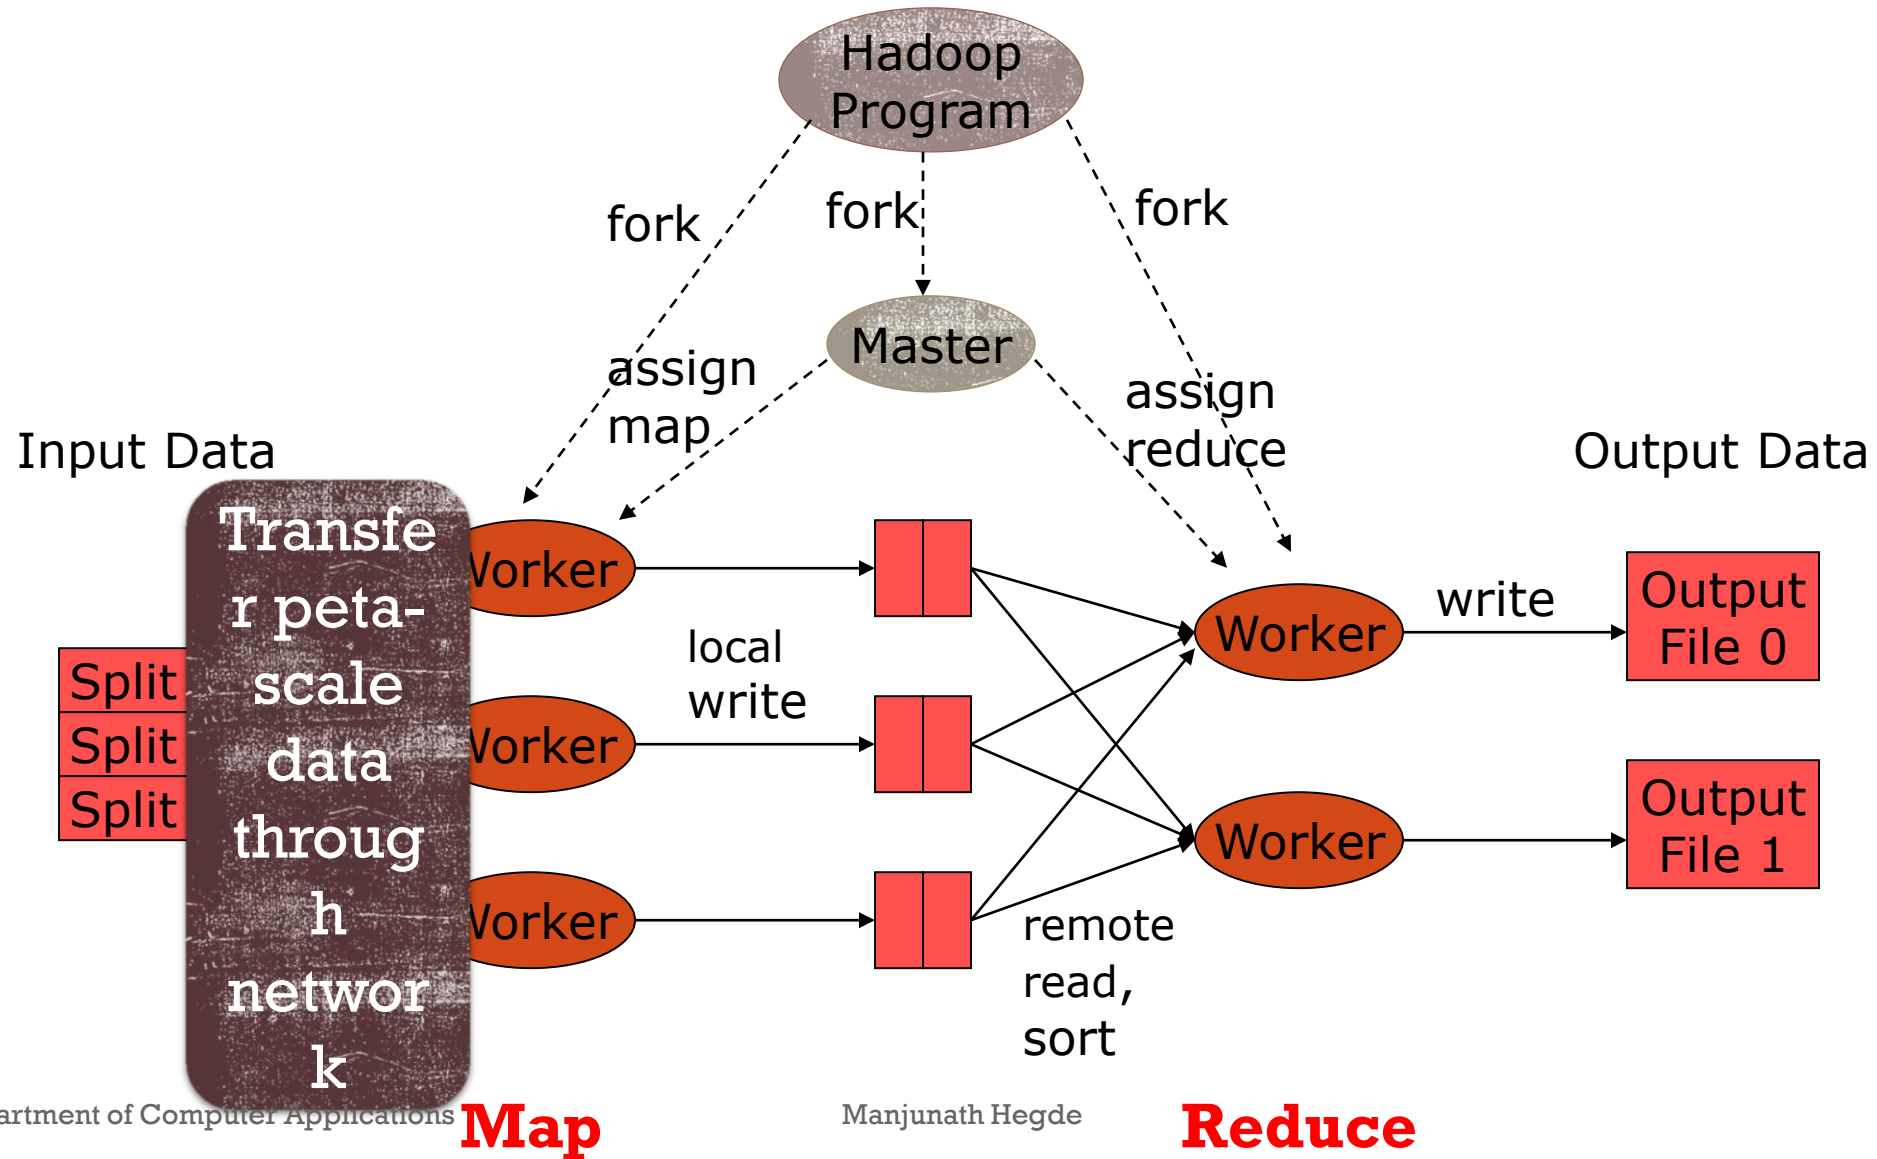 Hadoop
Program
fork
fork
fork
Master
assign
map
assign
reduce
Input Data
Output Data
Transfe
r peta-
scale
data
throug
h
networ
k
Split
Split
Split
Worker
Worker
Worker
local
write
remote
read,
sort
Worker
Worker
write
Output
File 0
Output
File 1
artment of Computer Applications
Map
Manjunath Hegde
Reduce